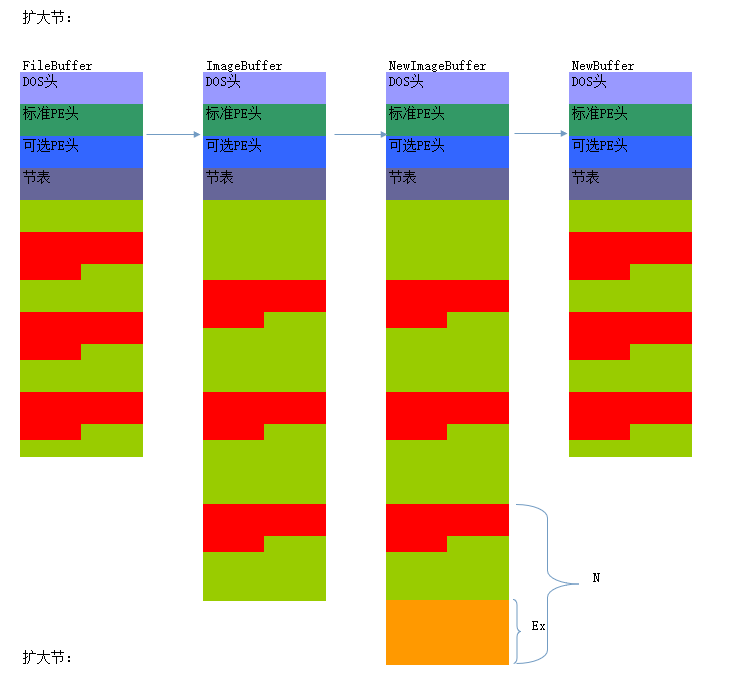 扩大节:
FileBuffer ImageBuffer NewImageBuffer NewBuffer
DOS头 DOS头 DOS头 DOS头
标准PE头 标准PE头 标准PE头 标准PE头
可选PE头 可选PE头 可选PE头 可选PE头
节表 节表 节表 节表
N
Ex
扩大节: